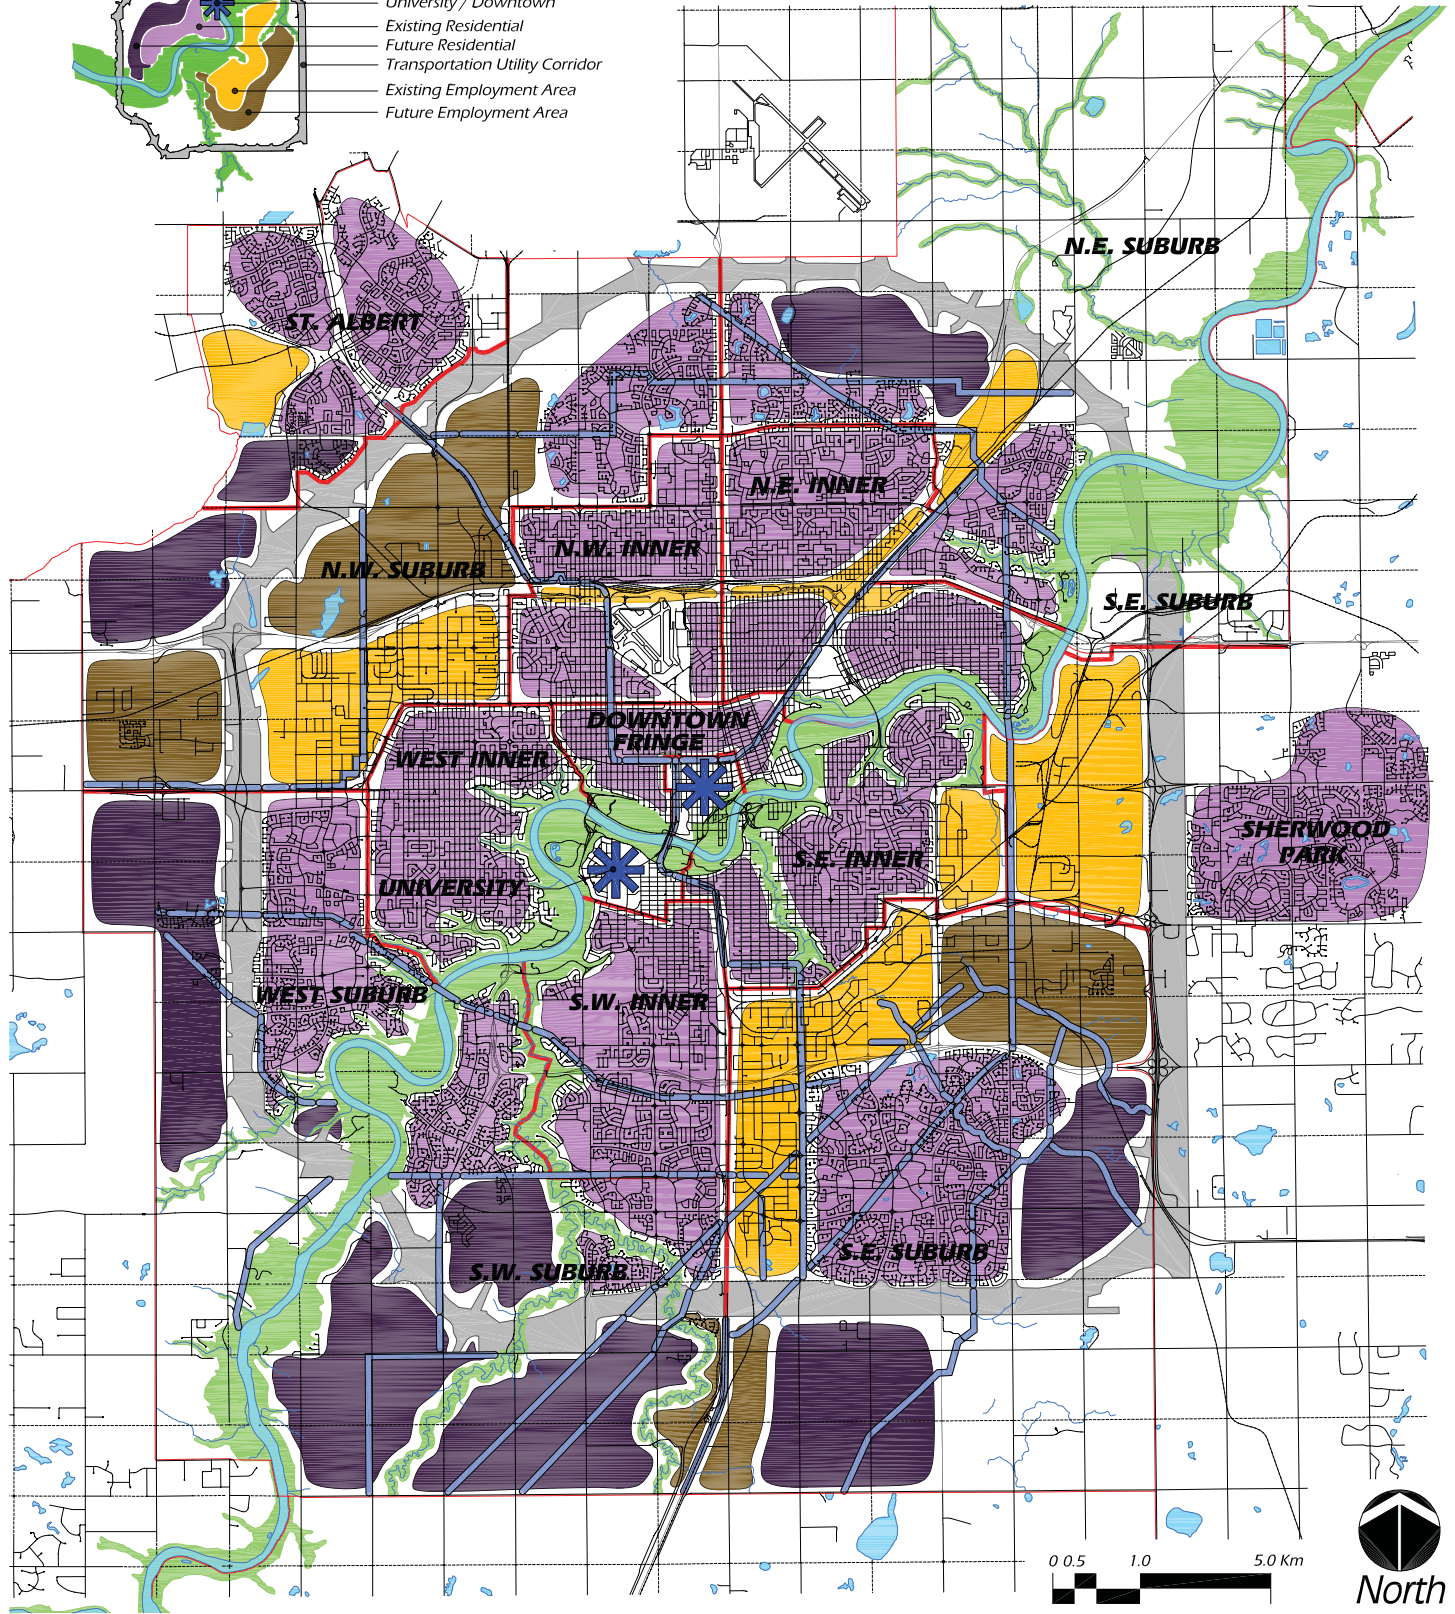 University / Downtown
Existing Residential
Future Residential
Transportation Utility Corridor
Existing Employment Area
Future Employment Area
N.E. SUBURB
ST. ALBERT
N.E. INNER
N.W. INNER
N.W. SUBURB
S.E. SUBURB
DOWNTOWN
FRINGE
WEST INNER
SHERWOOD
PARK
S.E. INNER
UNIVERSITY
WEST SUBURB
S.W. INNER
S.E. SUBURB
S.W. SUBURB
0 0.5 1.0 5.0 Km
North